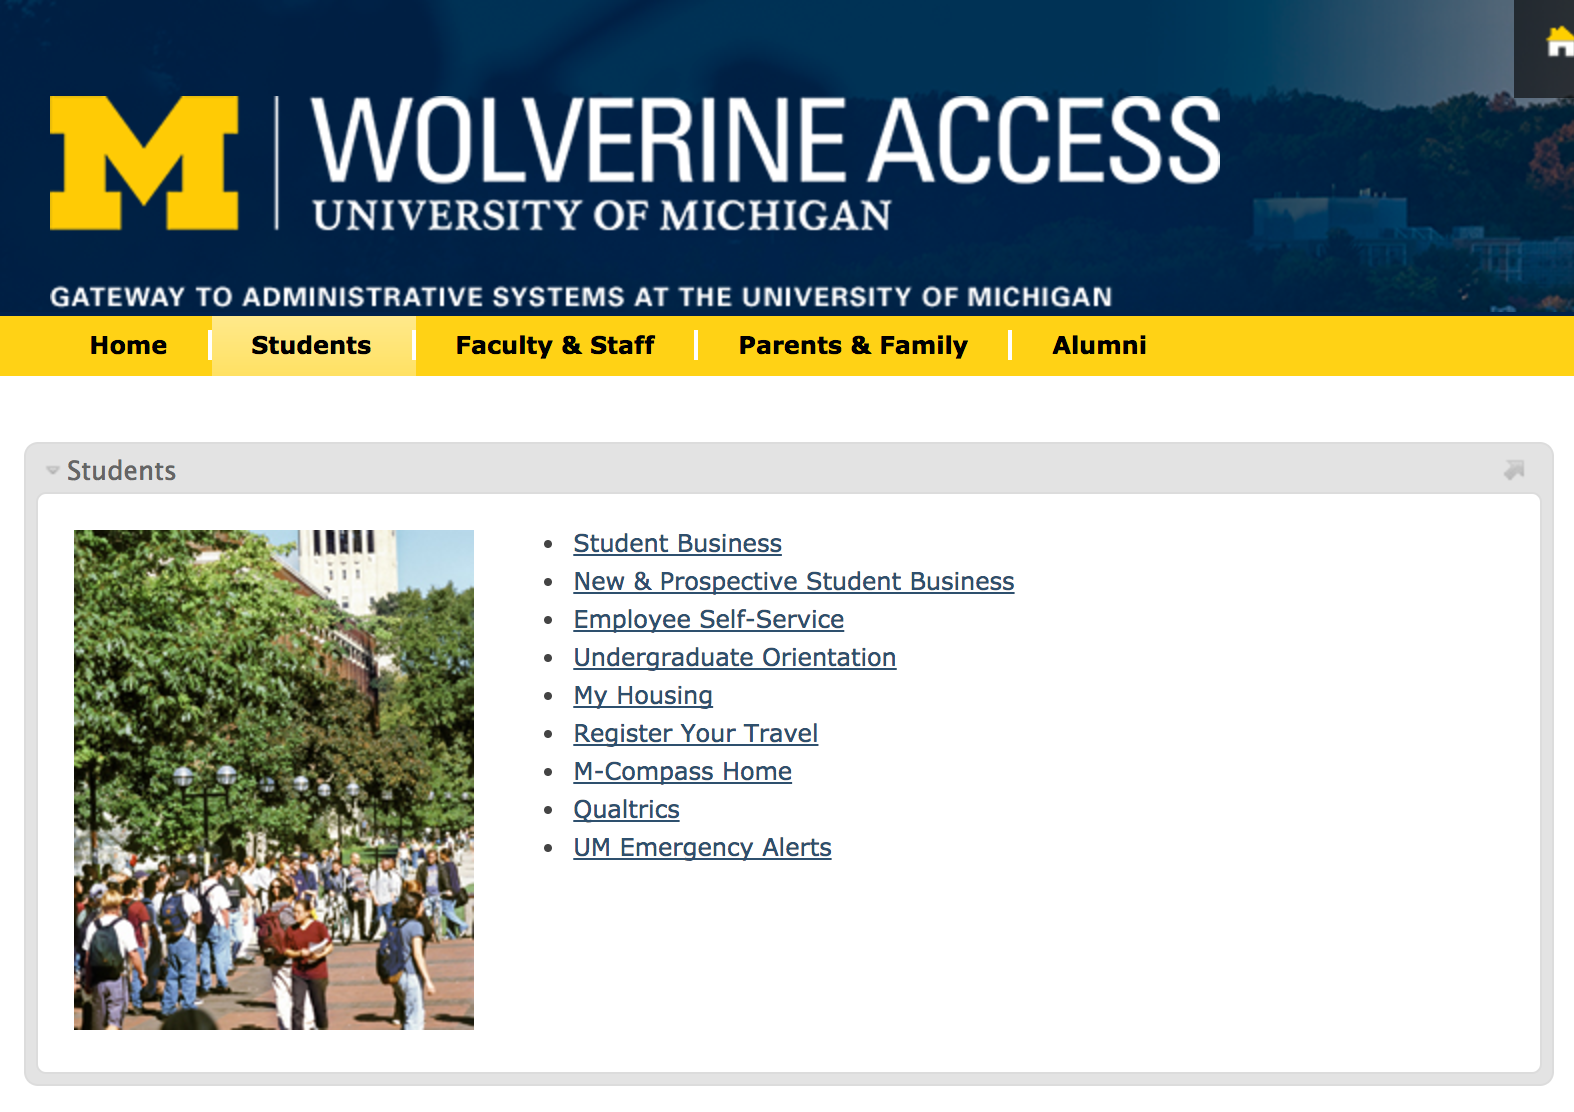 M
WOLVERINE ACCESS
UNIVERSITY OF MICHIGAN
GATEWAY TO ADMINISTRATIVE SYSTEMS AT THE UNIVERSITY OF MICHIGAN
Home Students Faculty & Staff Parents & Family Alumni
Students
Student Business
New & Prospective Student Business
Employee Self-Service
Undergraduate Orientation
My Housing
Register Your Travel
M-Compass Home
Qualtrics
UM Emergency Alerts